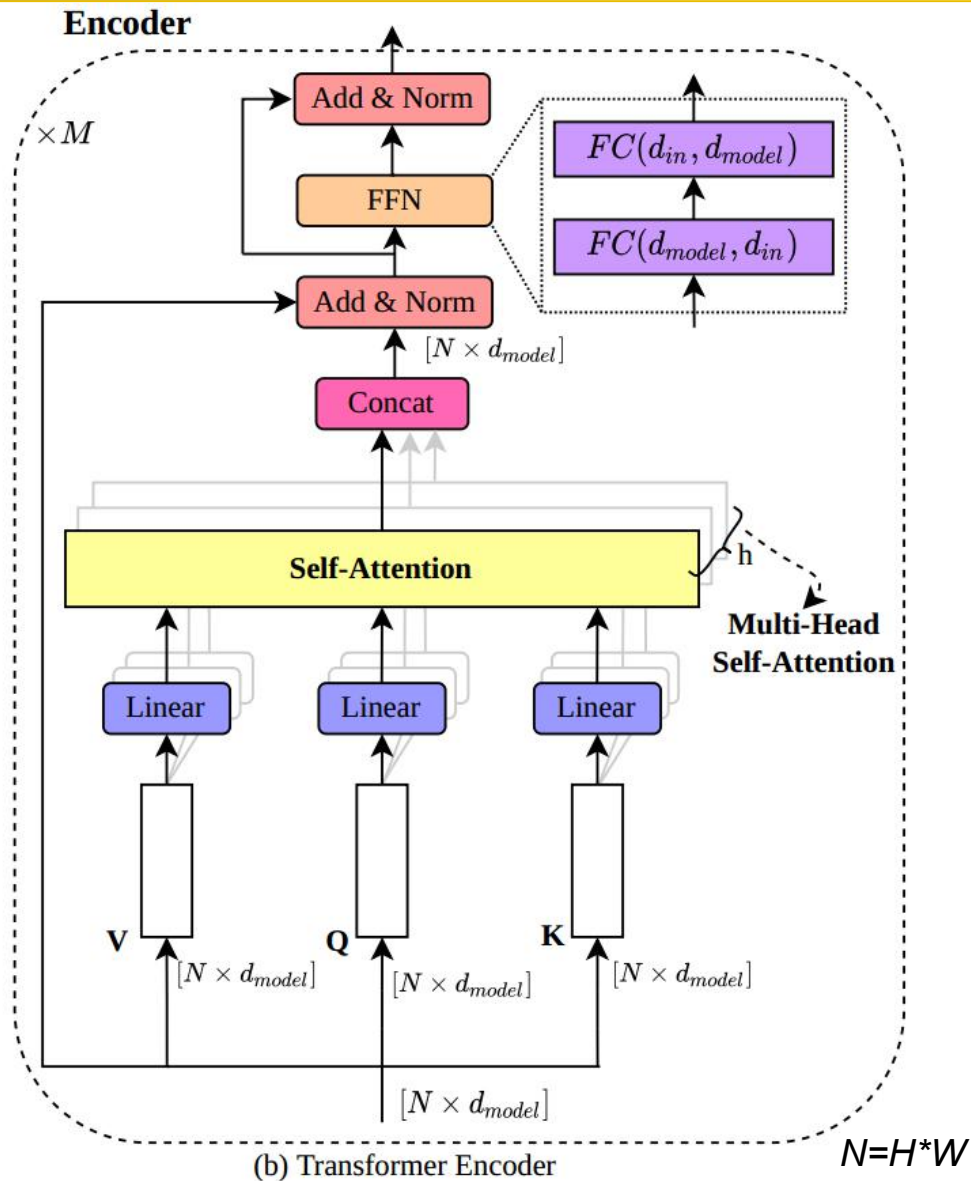 Encoder
×M
Add & Norm
FFN
FC(d_in, d_model)
FC(d_model, d_in)
Add & Norm
[N × d_model]
Concat
Self-Attention
h
Multi-Head
Self-Attention
Linear
Linear
Linear
V
Q
K
[N × d_model]
[N × d_model]
[N × d_model]
[N × d_model]
(b) Transformer Encoder
N=H*W